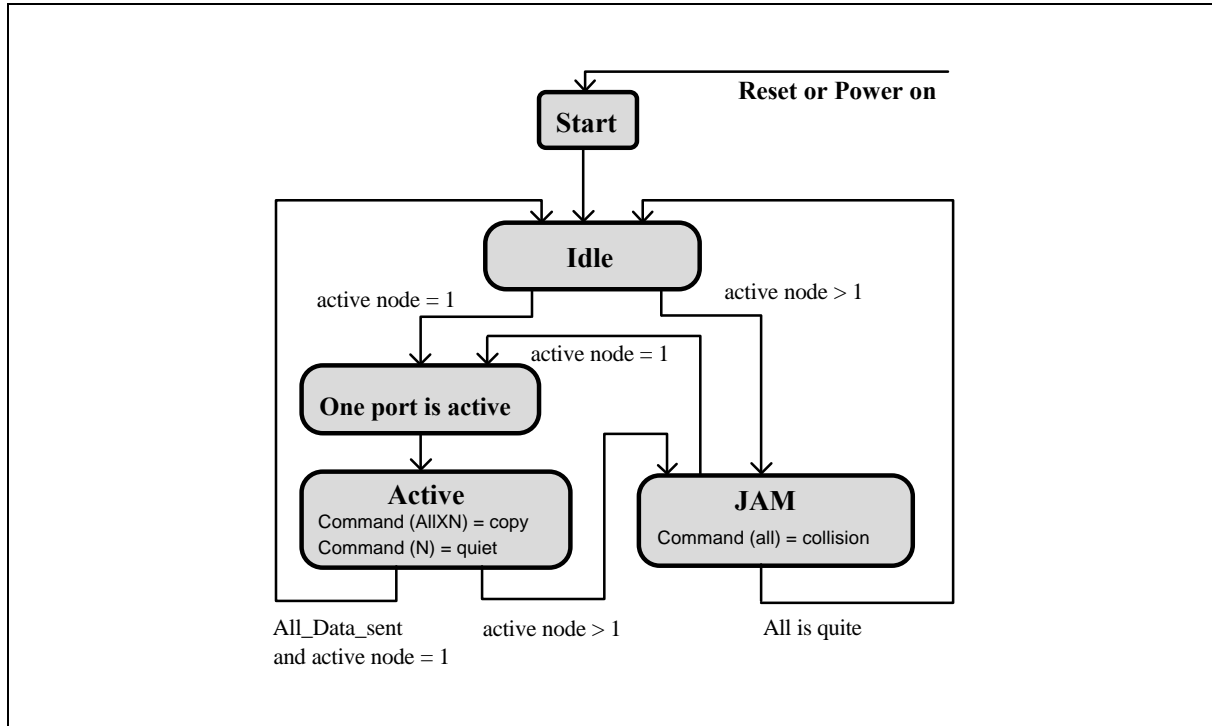 Reset or Power on
Start
Idle
active node = 1
active node > 1
active node = 1
One port is active
Active
Command (AllXN) = copy
Command (N) = quiet
JAM
Command (all) = collision
All_Data_sent
and active node = 1
active node > 1
All is quite